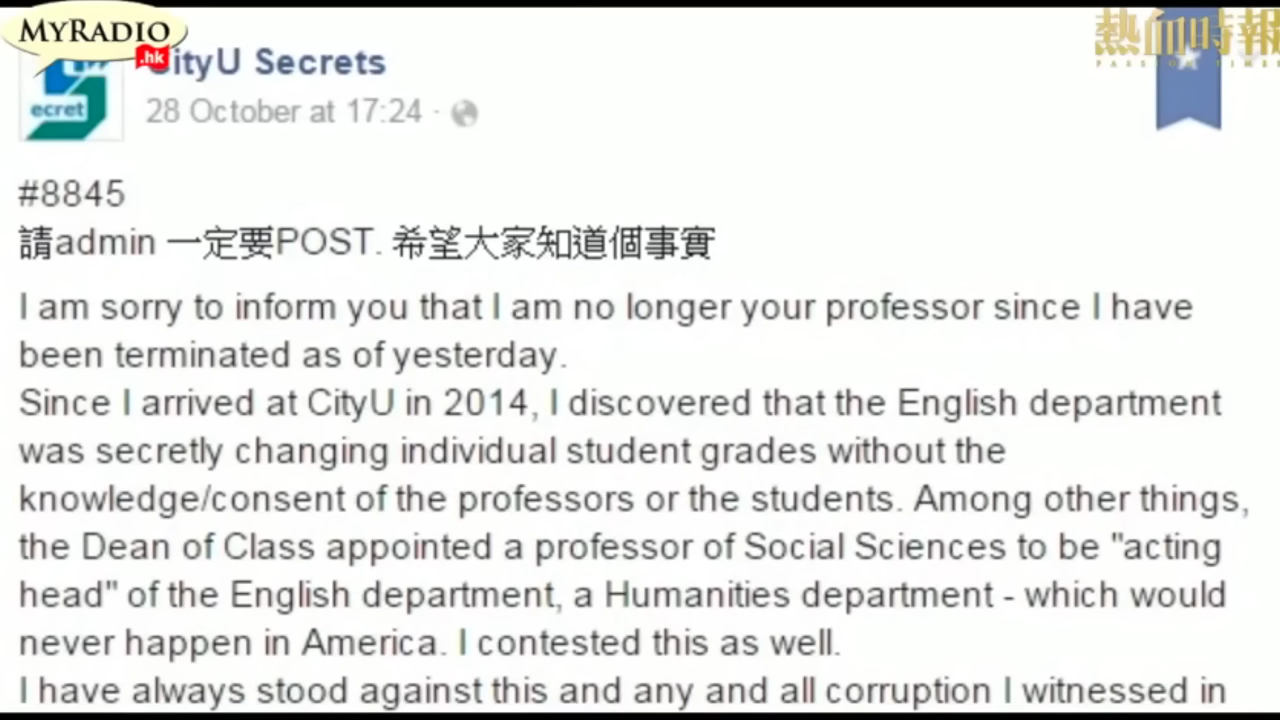 MYRADIO
.hk
熱血時報
PASSION TIMES
CityU Secrets
ecret
28 October at 17:24 ·
#8845
請admin 一定要POST. 希望大家知道個事實
I am sorry to inform you that I am no longer your professor since I have
been terminated as of yesterday.
Since I arrived at CityU in 2014, I discovered that the English department
was secretly changing individual student grades without the
knowledge/consent of the professors or the students. Among other things,
the Dean of Class appointed a professor of Social Sciences to be "acting
head" of the English department, a Humanities department - which would
never happen in America. I contested this as well.
I have always stood against this and any and all corruption I witnessed in